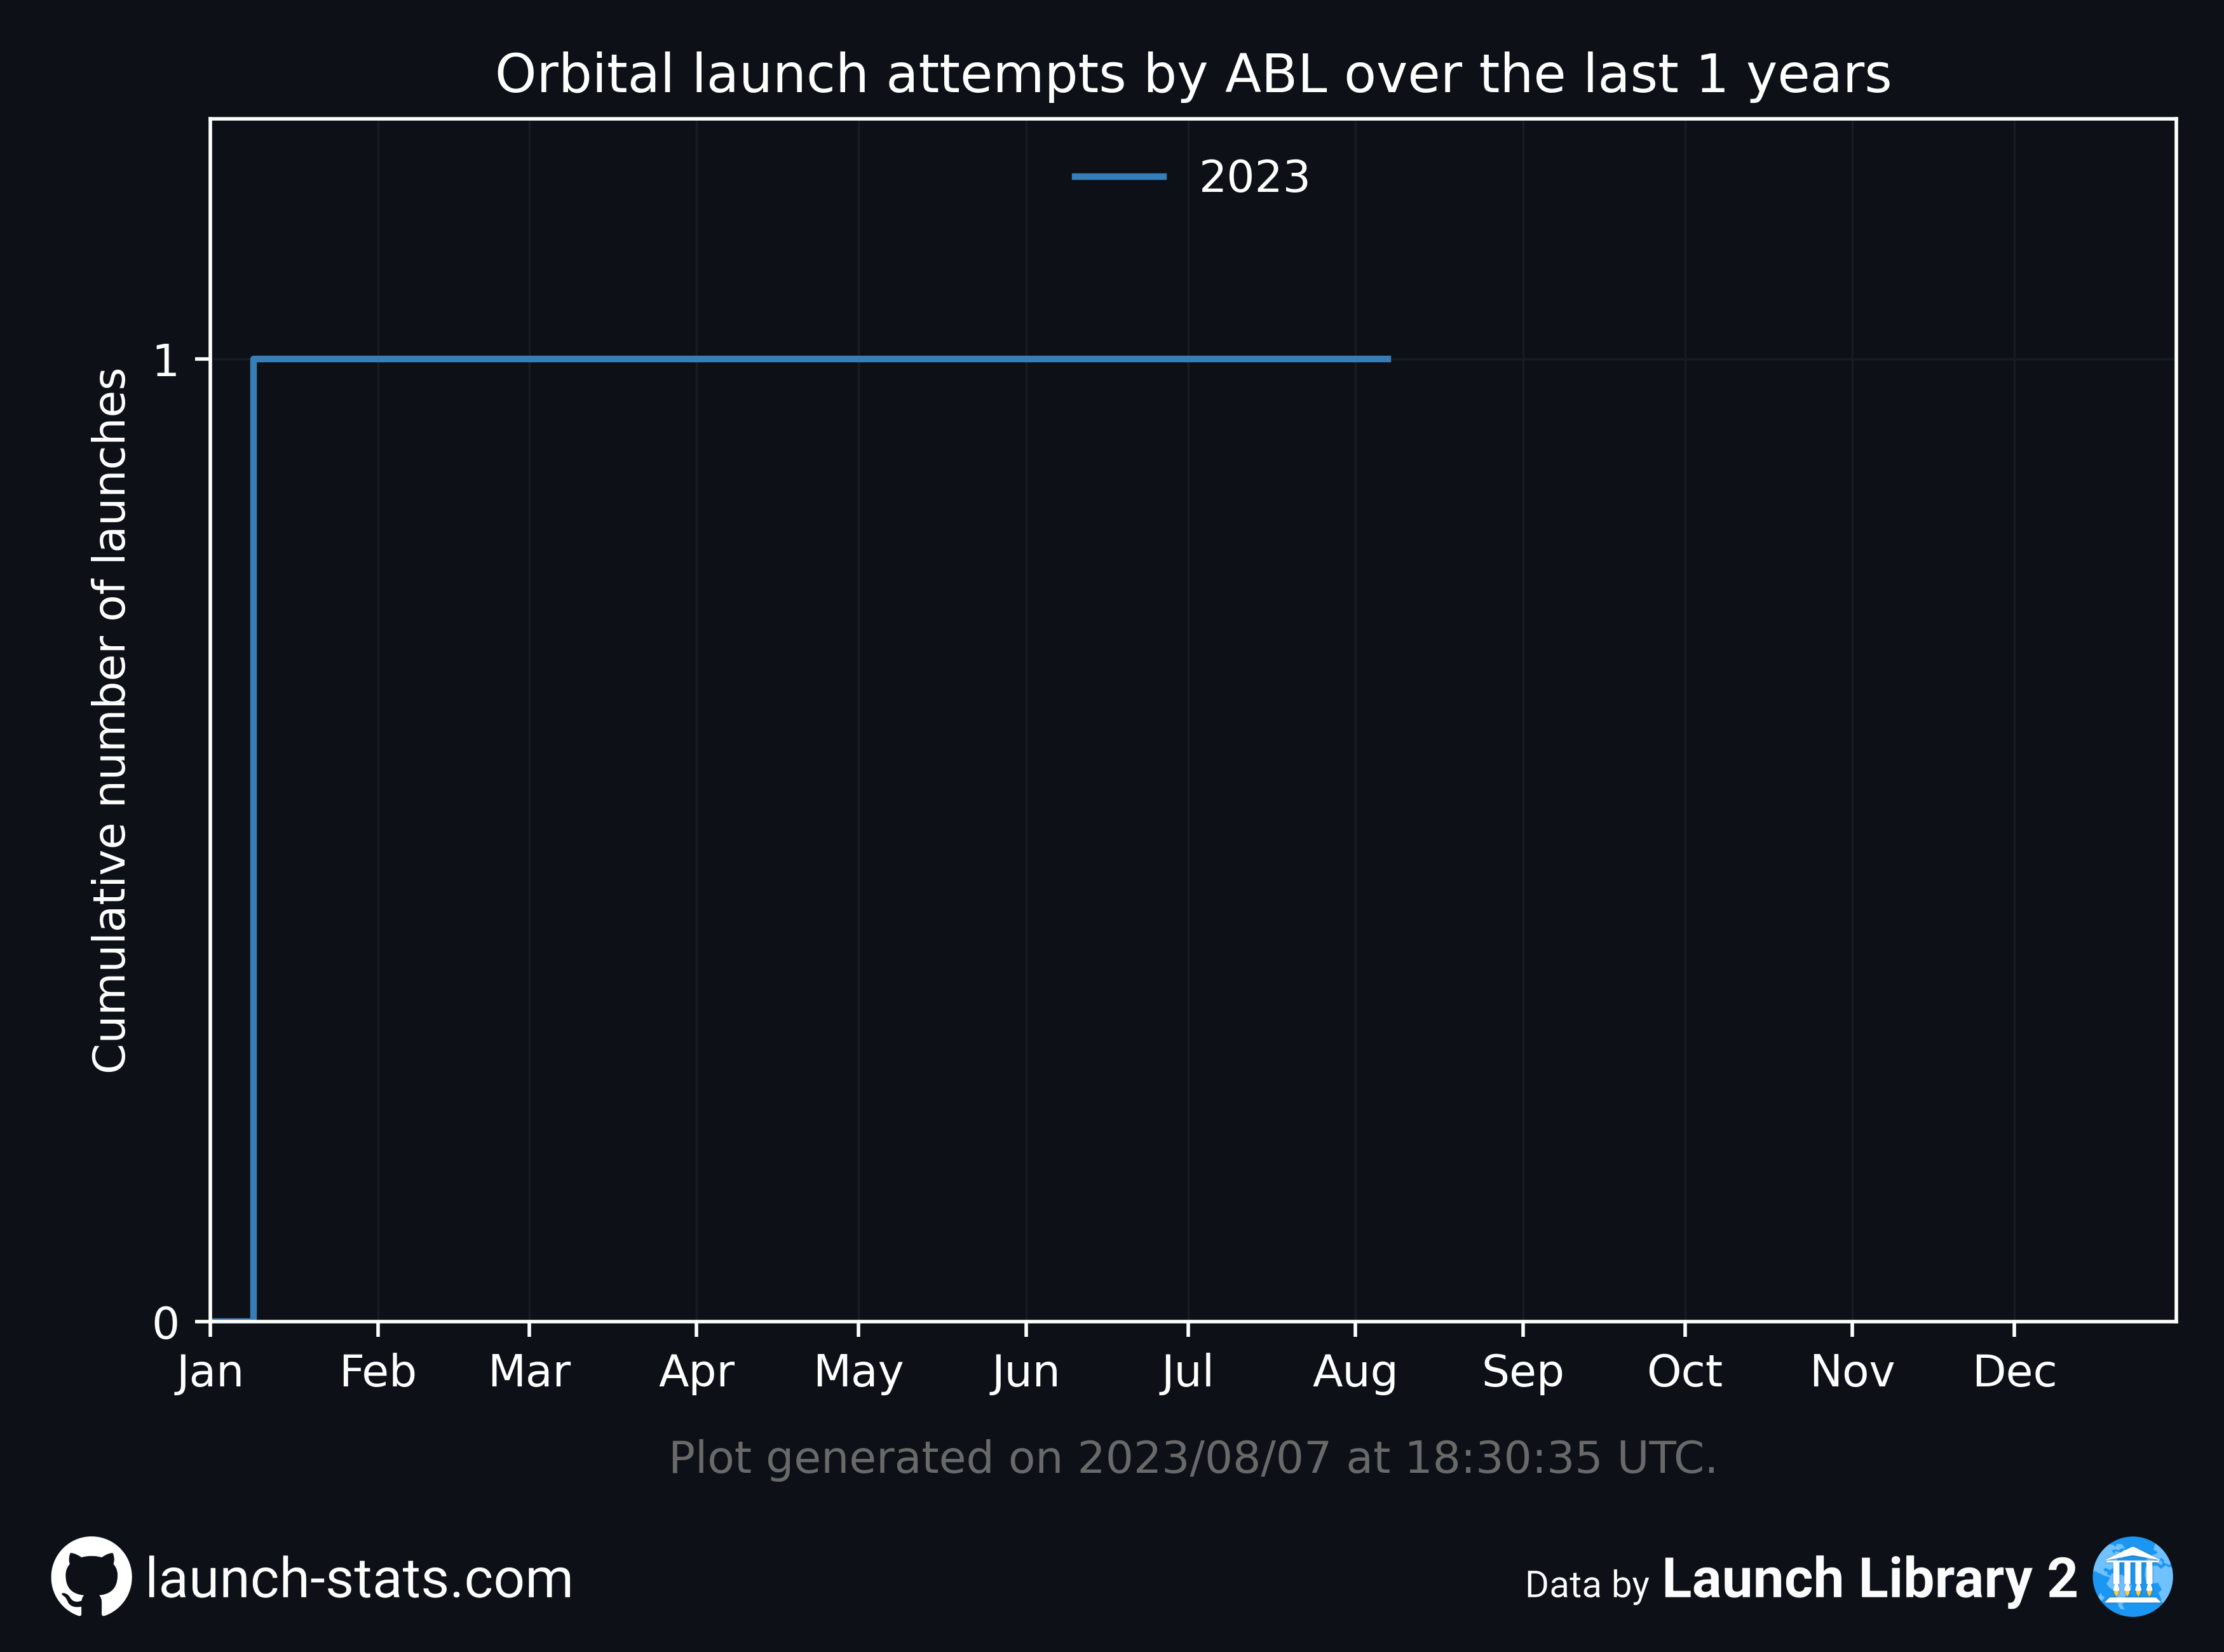 Orbital launch attempts by ABL over the last 1 years
2023
Cumulative number of launches
1
0
Jan Feb Mar Apr May Jun Jul Aug Sep Oct Nov Dec
Plot generated on 2023/08/07 at 18:30:35 UTC.
launch-stats.com
Data by Launch Library 2